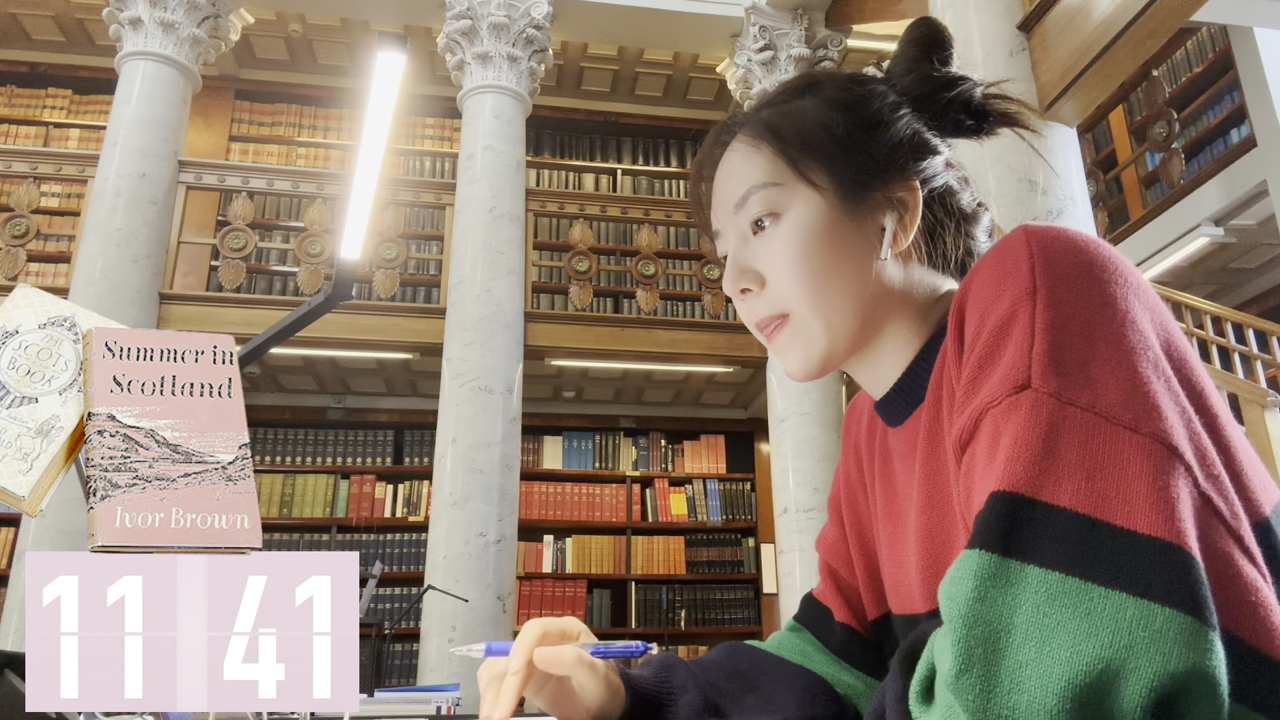 THE
SCOTS
BOOK
Summer in
Scotland
Ivor Brown
11 41